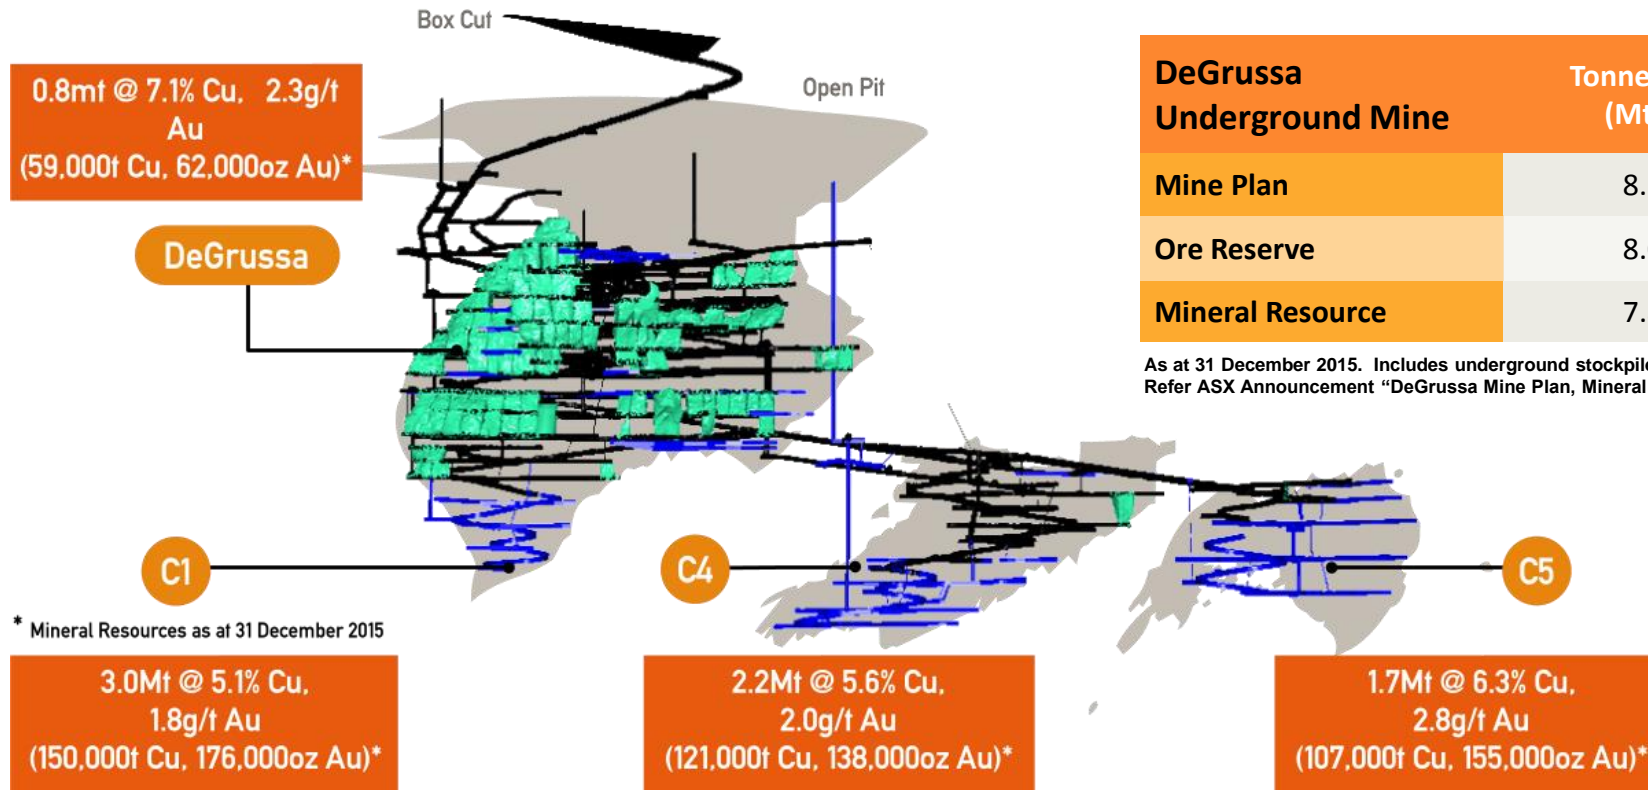 Box Cut
Open Pit
0.8mt @ 7.1% Cu, 2.3g/t
Au
(59,000t Cu, 62,000oz Au)*
DeGrussa
DeGrussa
Underground Mine
Mine Plan
8.
Ore Reserve
8.
Mineral Resource
7.
As at 31 December 2015. Includes underground
Refer ASX Announcement “DeGrussa Mine Plan, Mineral
C1
C4
C5
* Mineral Resources as at 31 December 2015
3.0Mt @ 5.1% Cu,
1.8g/t Au
(150,000t Cu, 176,000oz Au)*
2.2Mt @ 5.6% Cu,
2.0g/t Au
(121,000t Cu, 138,000oz Au)*
1.7Mt @ 6.3% Cu,
2.8g/t Au
(107,000t Cu, 155,000oz Au)*